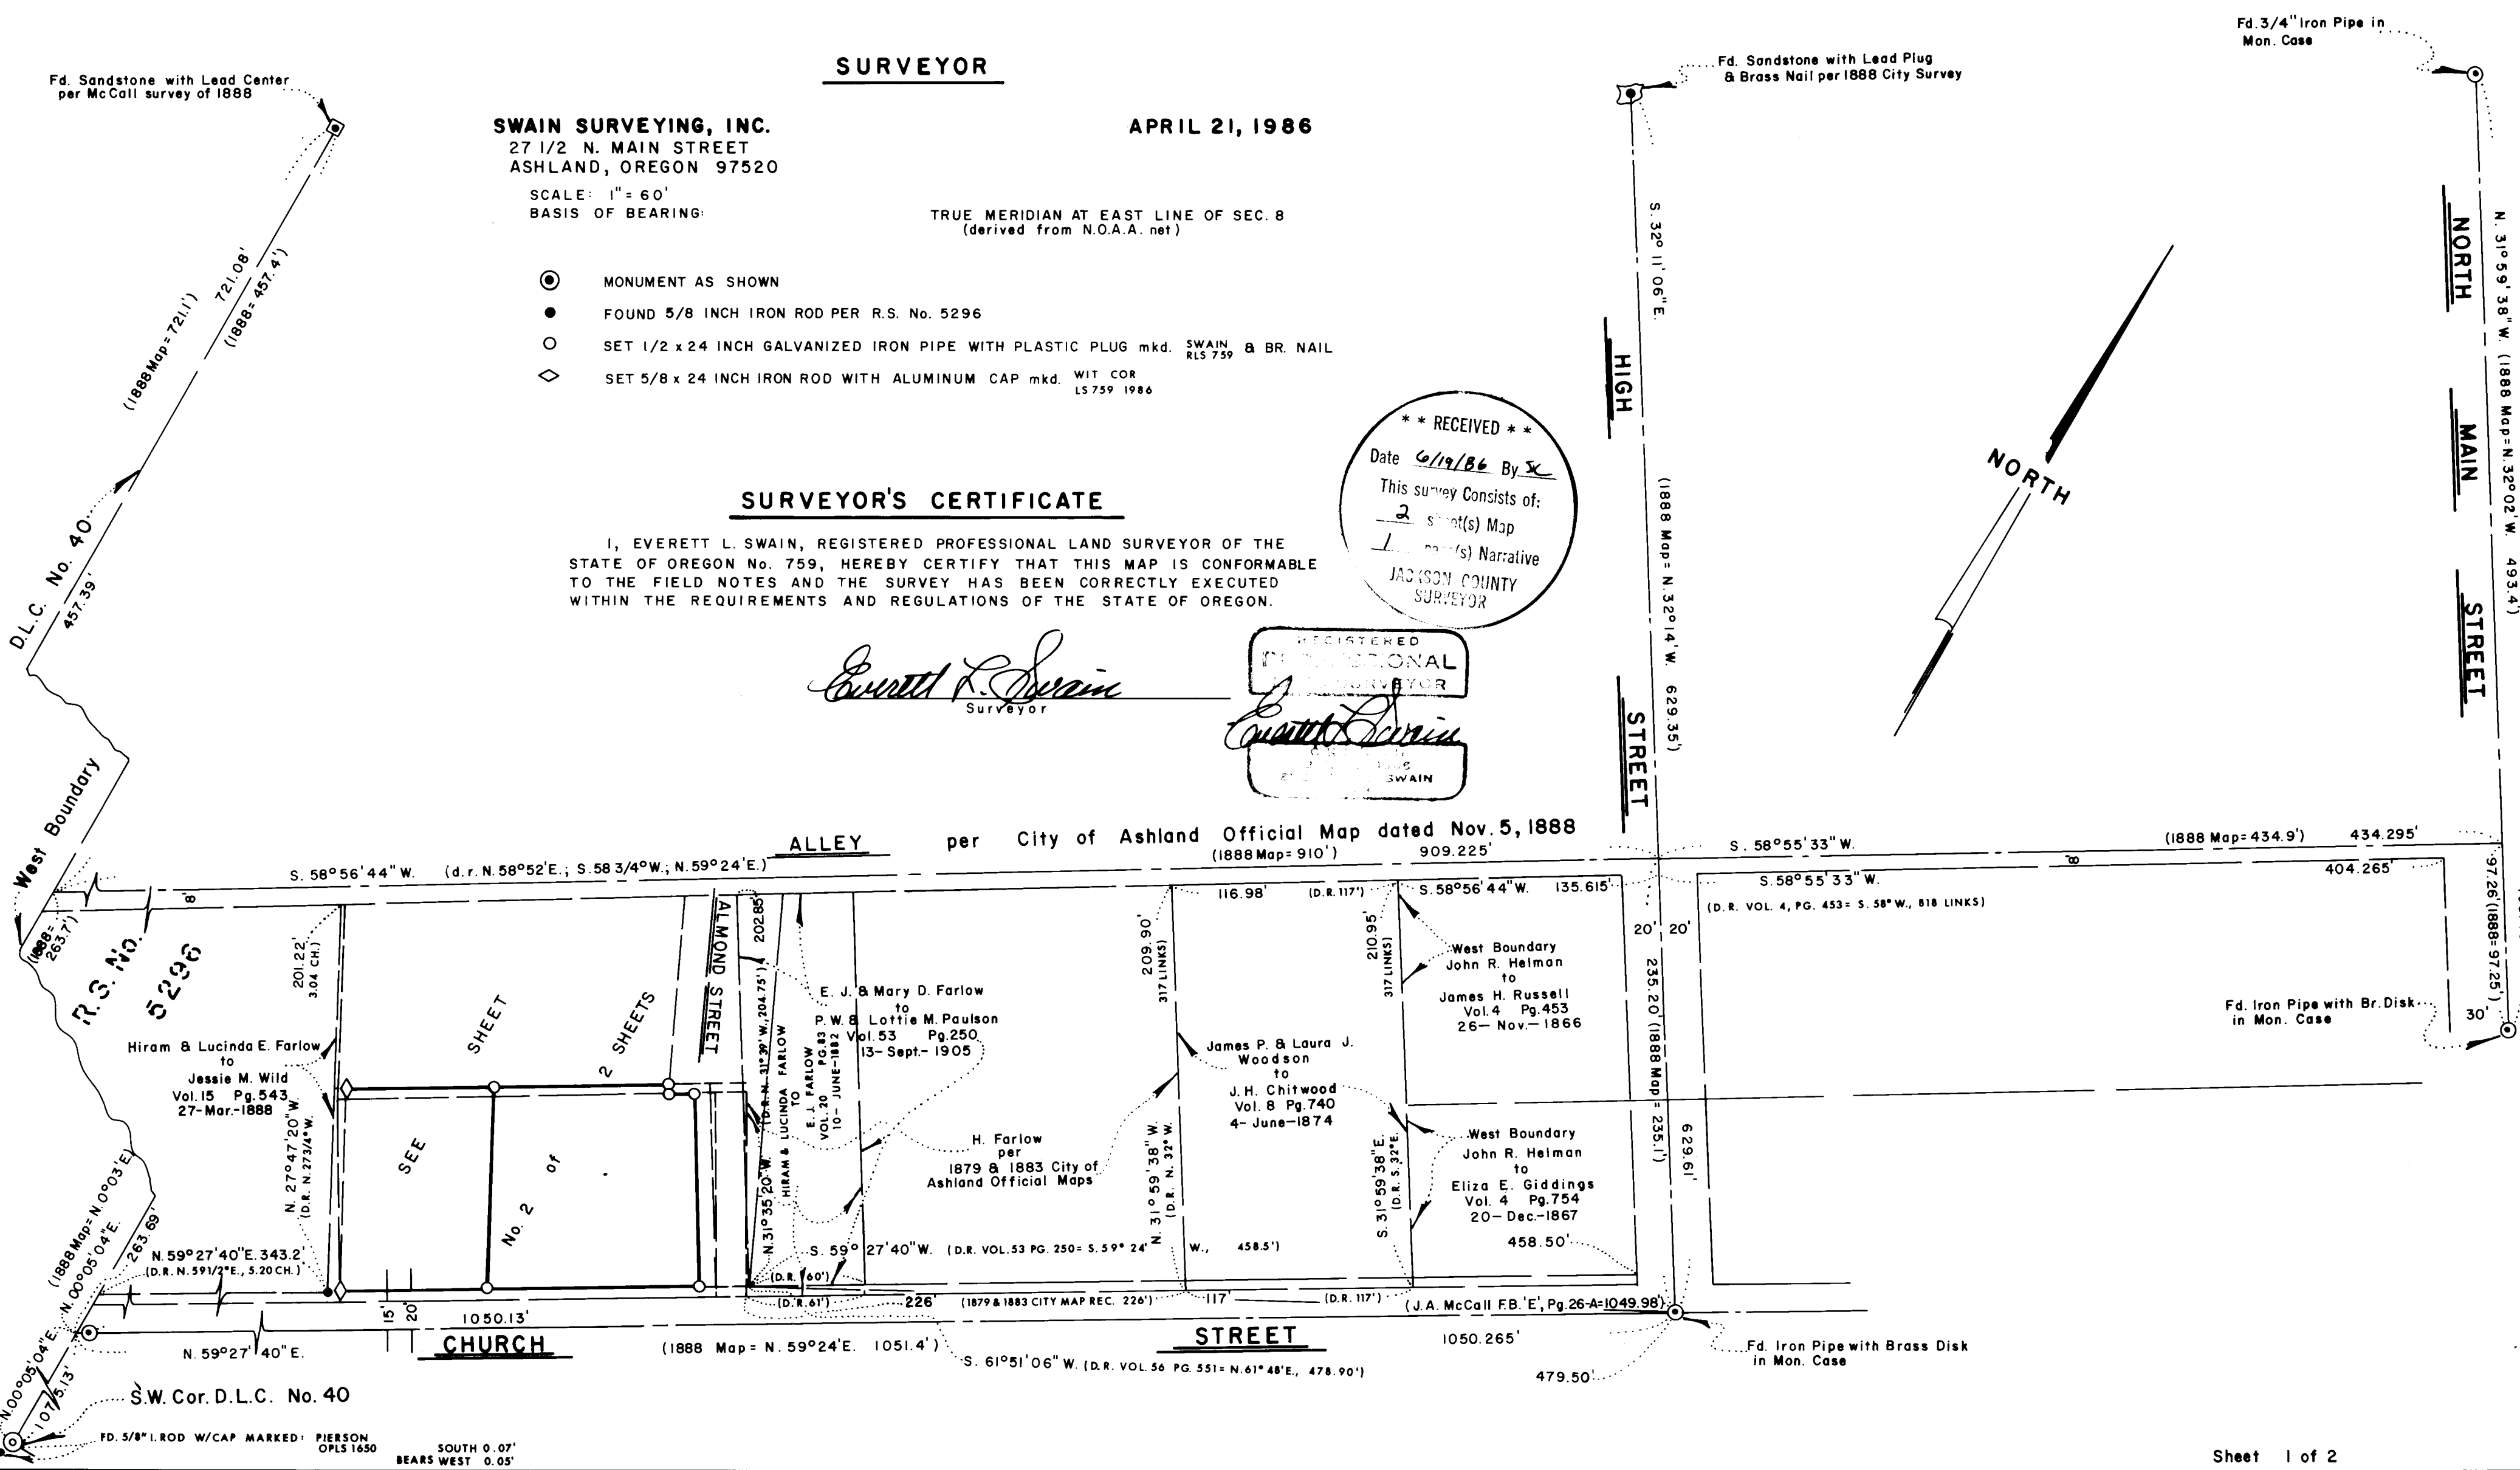 Fd. Sandstone with Lead Center
per McCall survey of 1888
SURVEYOR
SWAIN SURVEYING, INC.
27 1/2 N. MAIN STREET
ASHLAND, OREGON 97520
APRIL 21, 1986
SCALE: 1" = 60'
BASIS OF BEARING:
TRUE MERIDIAN AT EAST LINE OF SEC. 8
(derived from N.O.A.A. net)
MONUMENT AS SHOWN
FOUND 5/8 INCH IRON ROD PER R.S. No. 5296
SET 1/2 x 24 INCH GALVANIZED IRON PIPE WITH PLASTIC PLUG mkd. SWAIN RLS 759 & BR. NAIL
SET 5/8 x 24 INCH IRON ROD WITH ALUMINUM CAP mkd. WIT COR LS 759 1986
SURVEYOR'S CERTIFICATE
I, EVERETT L. SWAIN, REGISTERED PROFESSIONAL LAND SURVEYOR OF THE
STATE OF OREGON No. 759, HEREBY CERTIFY THAT THIS MAP IS CONFORMABLE
TO THE FIELD NOTES AND THE SURVEY HAS BEEN CORRECTLY EXECUTED
WITHIN THE REQUIREMENTS AND REGULATIONS OF THE STATE OF OREGON.
Everett L. Swain
Surveyor
* * RECEIVED * *
Date 6/19/86 By
This survey Consists of:
2 sheet(s) Map
1 (s) Narrative
JACKSON COUNTY
SURVEYOR
REGISTERED
PROFESSIONAL
SURVEYOR
Everett L Swain
SWAIN
Fd. Sandstone with Lead Plug
& Brass Nail per 1888 City Survey
Fd. 3/4" Iron Pipe in
Mon. Case
NORTH
721.08'
(1888 Map = 721.1')
(1888 = 457.4')
D.L.C. No. 40
457.39'
West Boundary
(1888 = 263.7')
R.S. No.
5296
HIGH
STREET
S. 32° 11' 06" E.
(1888 Map = N. 32° 14' W. 629.35')
NORTH
MAIN
STREET
N. 31° 59' 38" W. (1888 Map = N. 32° 02' W. 493.4')
ALLEY per City of Ashland Official Map dated Nov. 5, 1888
S. 58° 56' 44" W. (d.r. N. 58° 52' E.; S. 58 3/4° W.; N. 59° 24' E.)
(1888 Map = 910') 909.225'
S. 58° 55' 33" W.
(1888 Map = 434.9') 434.295'
8'
8'
116.98' (D.R. 117')
S. 58° 56' 44" W. 135.615'
S. 58° 55' 33" W.
404.265'
(D.R. VOL. 4, PG. 453 = S. 58° W., 818 LINKS)
20' 20'
97.26' (1888 = 97.25')
30'
Fd. Iron Pipe with Br. Disk
in Mon. Case
201.22'
3.04 CH.)
Hiram & Lucinda E. Farlow
to
Jessie M. Wild
Vol. 15 Pg. 543
27-Mar.-1888
N. 27° 47' 20" W.
(D.R. N. 27 3/4° W.
SEE SHEET
No. 2 of 2 SHEETS
ALMOND STREET
202.85'
(D.R. N. 31° 39' W., 204.75')
N. 31° 35' 20" W.
HIRAM & LUCINDA FARLOW
TO
E. J. FARLOW
VOL. 20 PG. 83
10 - JUNE - 1882
E. J. & Mary D. Farlow
to
P. W. & Lottie M. Paulson
Vol. 53 Pg. 250
13-Sept.-1905
H. Farlow
per
1879 & 1883 City of
Ashland Official Maps
209.90'
317 LINKS)
N. 31° 59' 38" W.
(D.R. N. 32° W.
James P. & Laura J.
Woodson
to
J. H. Chitwood
Vol. 8 Pg. 740
4-June-1874
210.95'
317 LINKS)
S. 31° 59' 38" E.
(D.R. S. 32° E.
West Boundary
John R. Helman
to
James H. Russell
Vol. 4 Pg. 453
26-Nov.-1866
West Boundary
John R. Helman
to
Eliza E. Giddings
Vol. 4 Pg. 754
20-Dec.-1867
458.50'
235.20' (1888 Map = 235.1')
629.61'
(1888 Map = N. 0° 03' E.)
N. 00° 05' 04" E.
263.69'
N. 59° 27' 40" E. 343.2'
(D.R. N. 59 1/2° E., 5.20 CH.)
S. 59° 27' 40" W. (D.R. VOL. 53 PG. 250 = S. 59° 24' W., 458.5')
(D.R. 60')
(D.R. 61')
226' (1879 & 1883 CITY MAP REC. 226')
117' (D.R. 117')
(J.A. McCall F.B. 'E', Pg. 26-A = 1049.98')
15' 20'
1050.13'
CHURCH STREET
N. 59° 27' 40" E.
(1888 Map = N. 59° 24' E. 1051.4')
1050.265'
S. 61° 51' 06" W. (D.R. VOL. 56 PG. 551 = N. 61° 48' E., 478.90')
479.50'
Fd. Iron Pipe with Brass Disk
in Mon. Case
N. 00° 05' 04" E.
1075.13'
S.W. Cor. D.L.C. No. 40
FD. 5/8" I. ROD W/CAP MARKED: PIERSON
OPLS 1650
SOUTH 0.07'
BEARS WEST 0.05'
Sheet 1 of 2